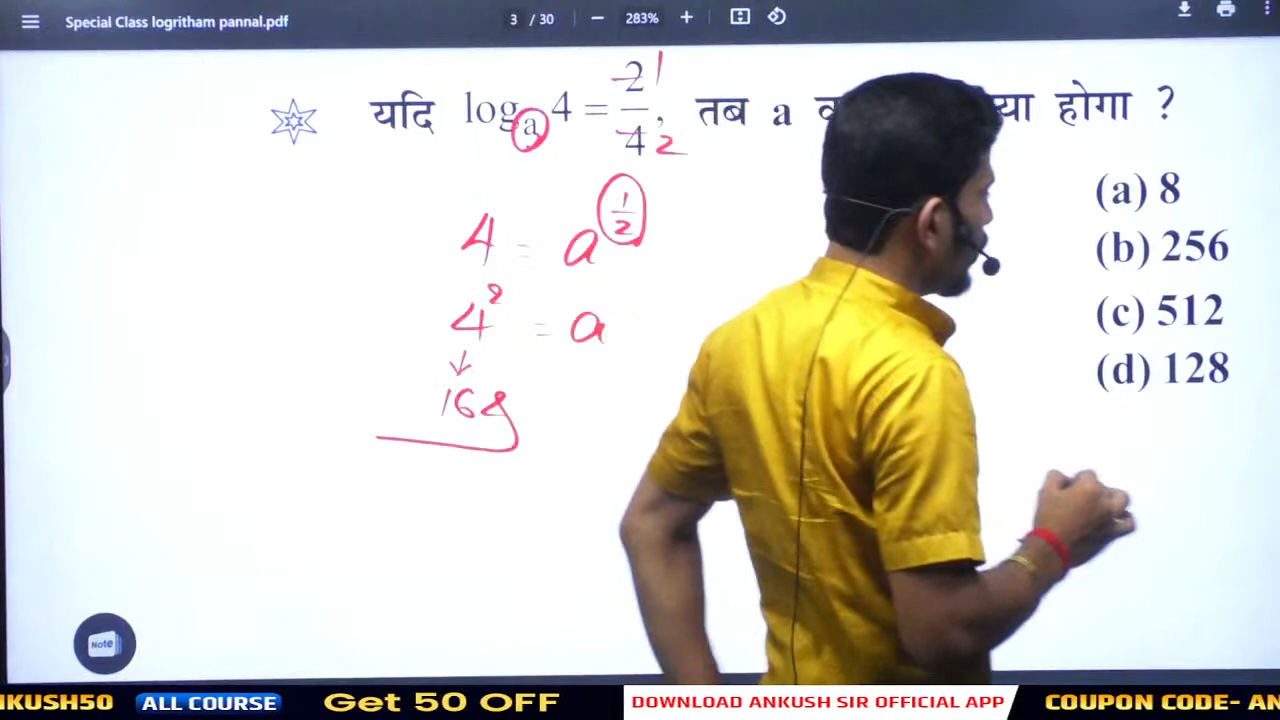 Special Class logritham pannal.pdf 3 / 30 283%
यदि logₐ 4 = 2/4, तब a क्या होगा ?
1
2
(a) 8
4 = a^(1/2)
(b) 256
4² = a
(c) 512
(d) 128
16
Note
NKUSH50 ALL COURSE Get 50 OFF DOWNLOAD ANKUSH SIR OFFICIAL APP COUPON CODE- AN